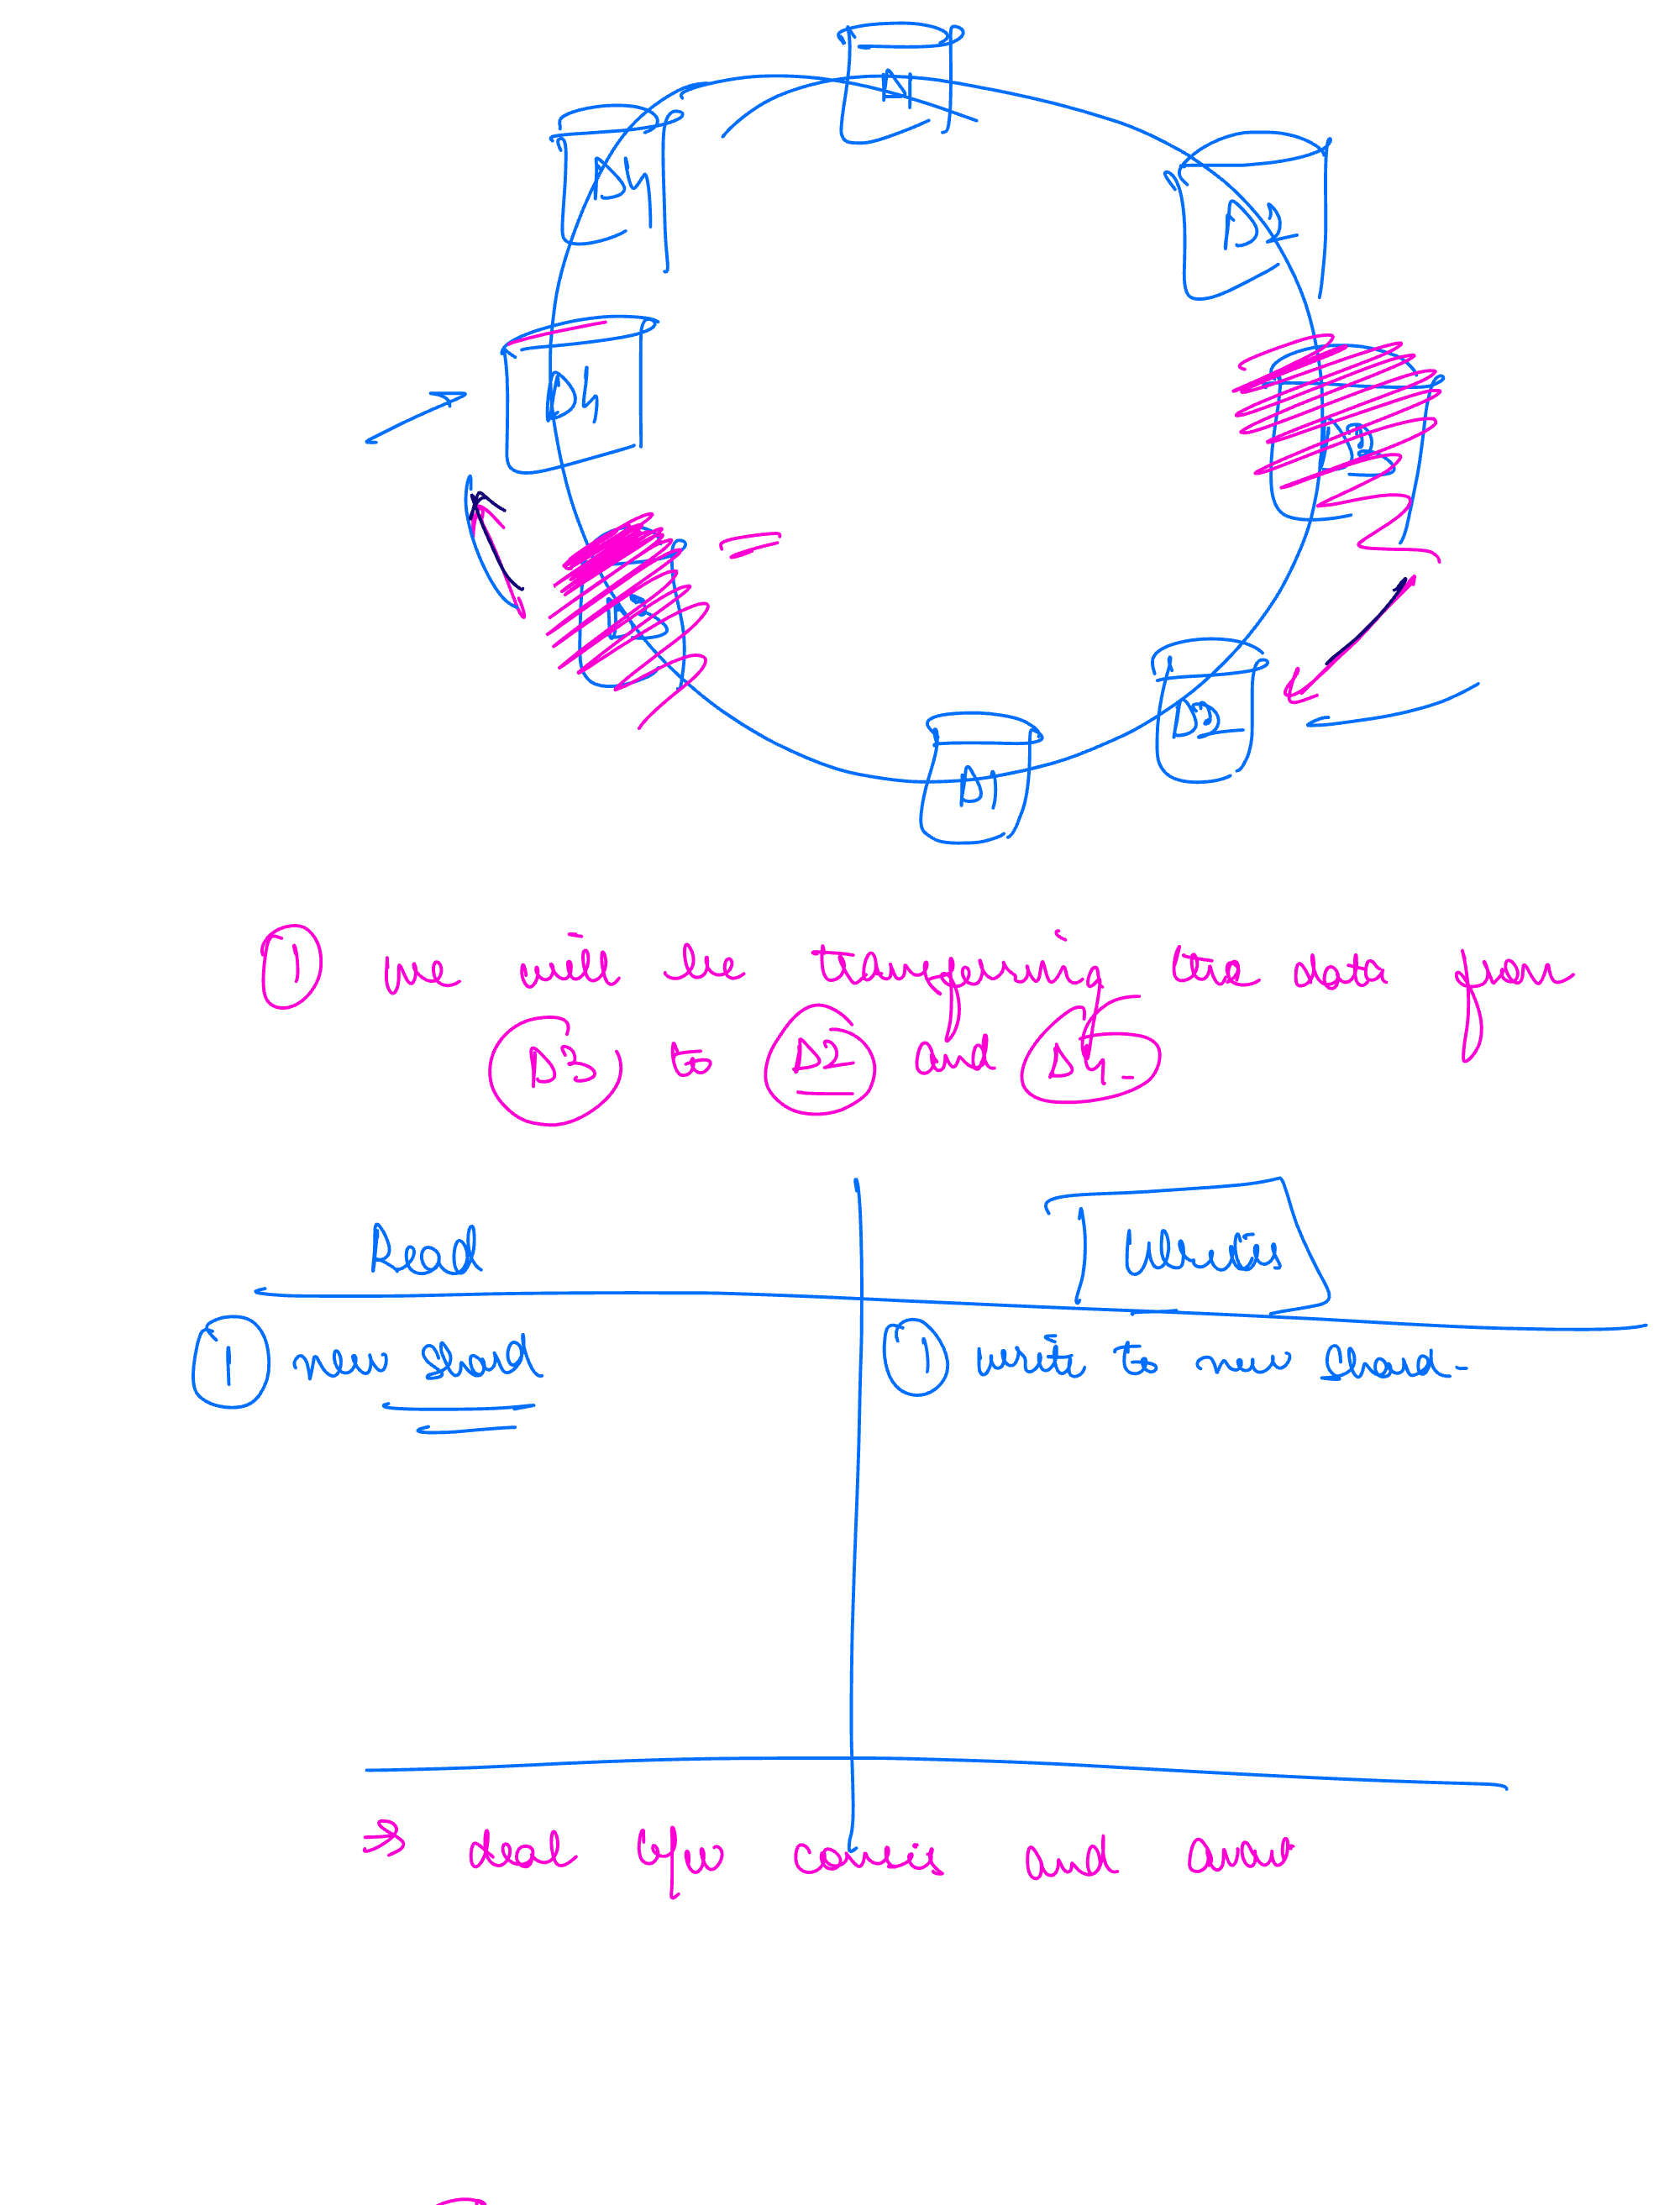 D1
D4
D2
D4
D3
D3
D2
D1
① we will be transferring the data from
D3 to D2 and D4
Read
Writes
① new Shard
① write to new Shard.
→ deal b/w consis and avail